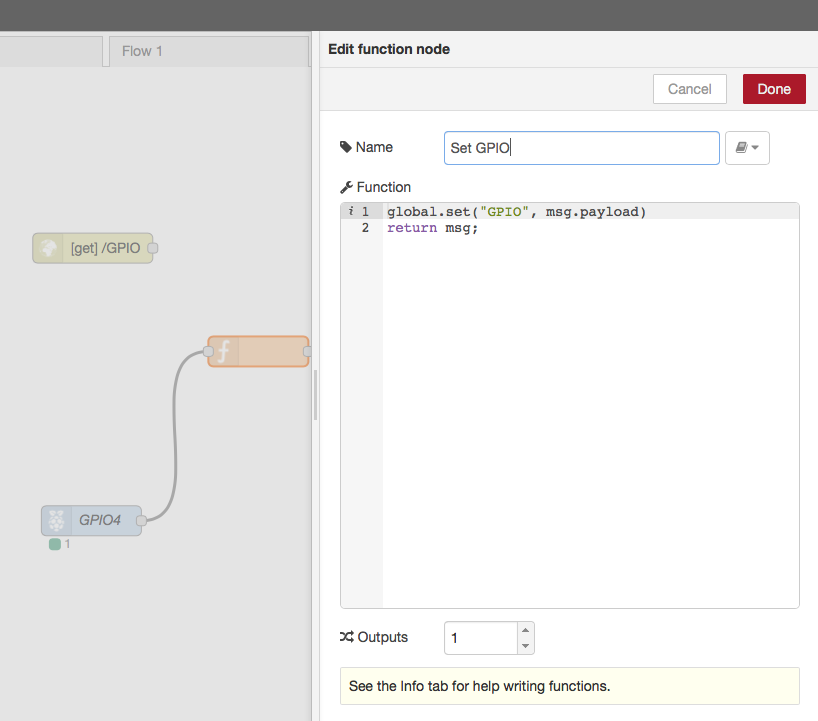 Flow 1
Edit function node
Cancel
Done
Name
Set GPIO
Function
i 1 global.set("GPIO", msg.payload)
2 return msg;
[get] /GPIO
GPIO4
1
Outputs
1
See the Info tab for help writing functions.